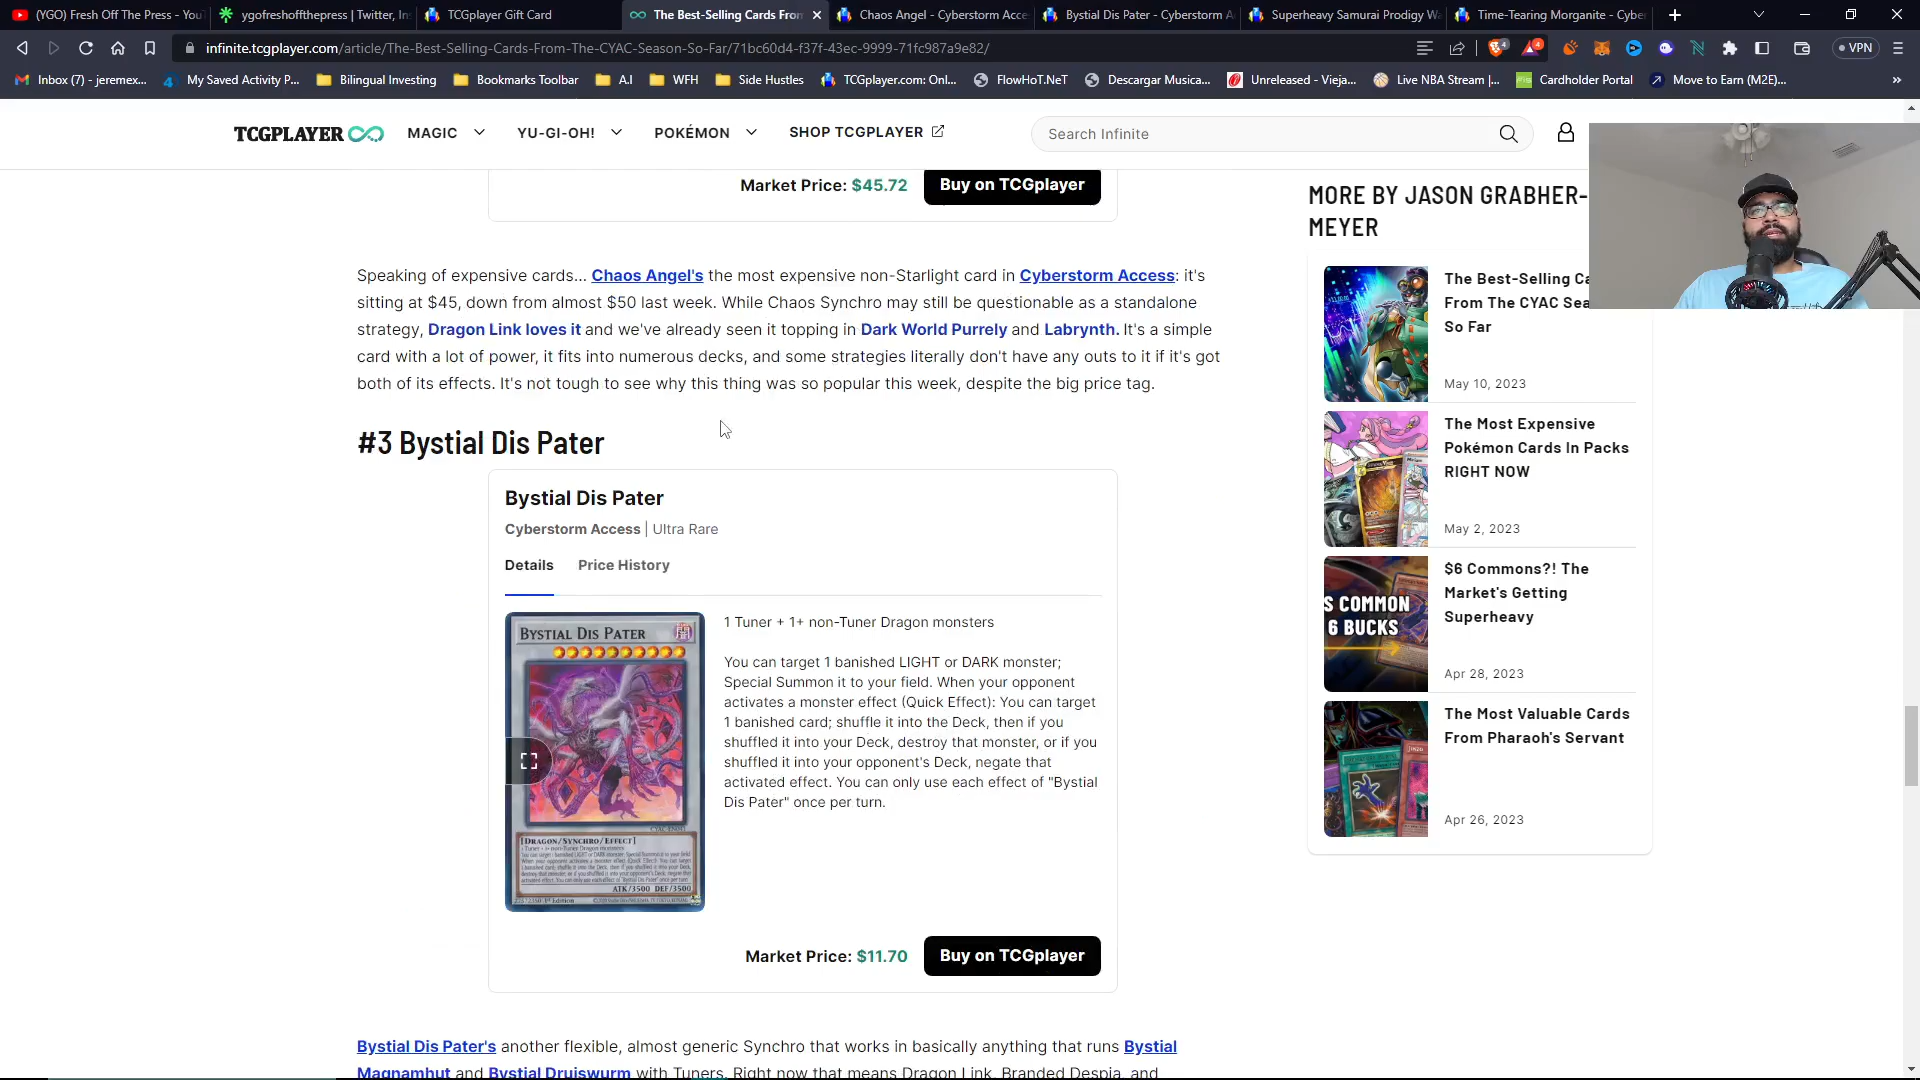 (YGO) Fresh Off The Press - You
ygofreshoffthepress | Twitter, In
TCGplayer Gift Card
The Best-Selling Cards From
Chaos Angel - Cyberstorm Acce
Bystial Dis Pater - Cyberstorm A
Superheavy Samurai Prodigy W
Time-Tearing Morganite - Cybe
infinite.tcgplayer.com/article/The-Best-Selling-Cards-From-The-CYAC-Season-So-Far/71bc60d4-f37f-43ec-9999-71fc987a9e82/
VPN
Inbox (7) - jeremex...
My Saved Activity P...
Bilingual Investing
Bookmarks Toolbar
A.I
WFH
Side Hustles
TCGplayer.com: Onl...
FlowHoT.NeT
Descargar Musica...
Unreleased - Vieja...
Live NBA Stream |...
Cardholder Portal
Move to Earn (M2E)...
TCGPLAYER
MAGIC
YU-GI-OH!
POKÉMON
SHOP TCGPLAYER
Search Infinite
Market Price: $45.72
Buy on TCGplayer
Speaking of expensive cards... Chaos Angel's the most expensive non-Starlight card in Cyberstorm Access: it's
sitting at $45, down from almost $50 last week. While Chaos Synchro may still be questionable as a standalone
strategy, Dragon Link loves it and we've already seen it topping in Dark World Purrely and Labrynth. It's a simple
card with a lot of power, it fits into numerous decks, and some strategies literally don't have any outs to it if it's got
both of its effects. It's not tough to see why this thing was so popular this week, despite the big price tag.
#3 Bystial Dis Pater
Bystial Dis Pater
Cyberstorm Access | Ultra Rare
Details
Price History
BYSTIAL DIS PATER
[DRAGON/SYNCHRO/EFFECT]
ATK/3500 DEF/3500
1 Tuner + 1+ non-Tuner Dragon monsters
You can target 1 banished LIGHT or DARK monster;
Special Summon it to your field. When your opponent
activates a monster effect (Quick Effect): You can target
1 banished card; shuffle it into the Deck, then if you
shuffled it into your Deck, destroy that monster, or if you
shuffled it into your opponent's Deck, negate that
activated effect. You can only use each effect of "Bystial
Dis Pater" once per turn.
Market Price: $11.70
Buy on TCGplayer
Bystial Dis Pater's another flexible, almost generic Synchro that works in basically anything that runs Bystial
Magnamhut and Bystial Druiswurm with Tuners. Right now that means Dragon Link, Branded Despia, and
MORE BY JASON GRABHER-
MEYER
The Best-Selling Ca
From The CYAC Sea
So Far
May 10, 2023
The Most Expensive
Pokémon Cards In Packs
RIGHT NOW
May 2, 2023
S COMMON
6 BUCKS
$6 Commons?! The
Market's Getting
Superheavy
Apr 28, 2023
The Most Valuable Cards
From Pharaoh's Servant
Apr 26, 2023